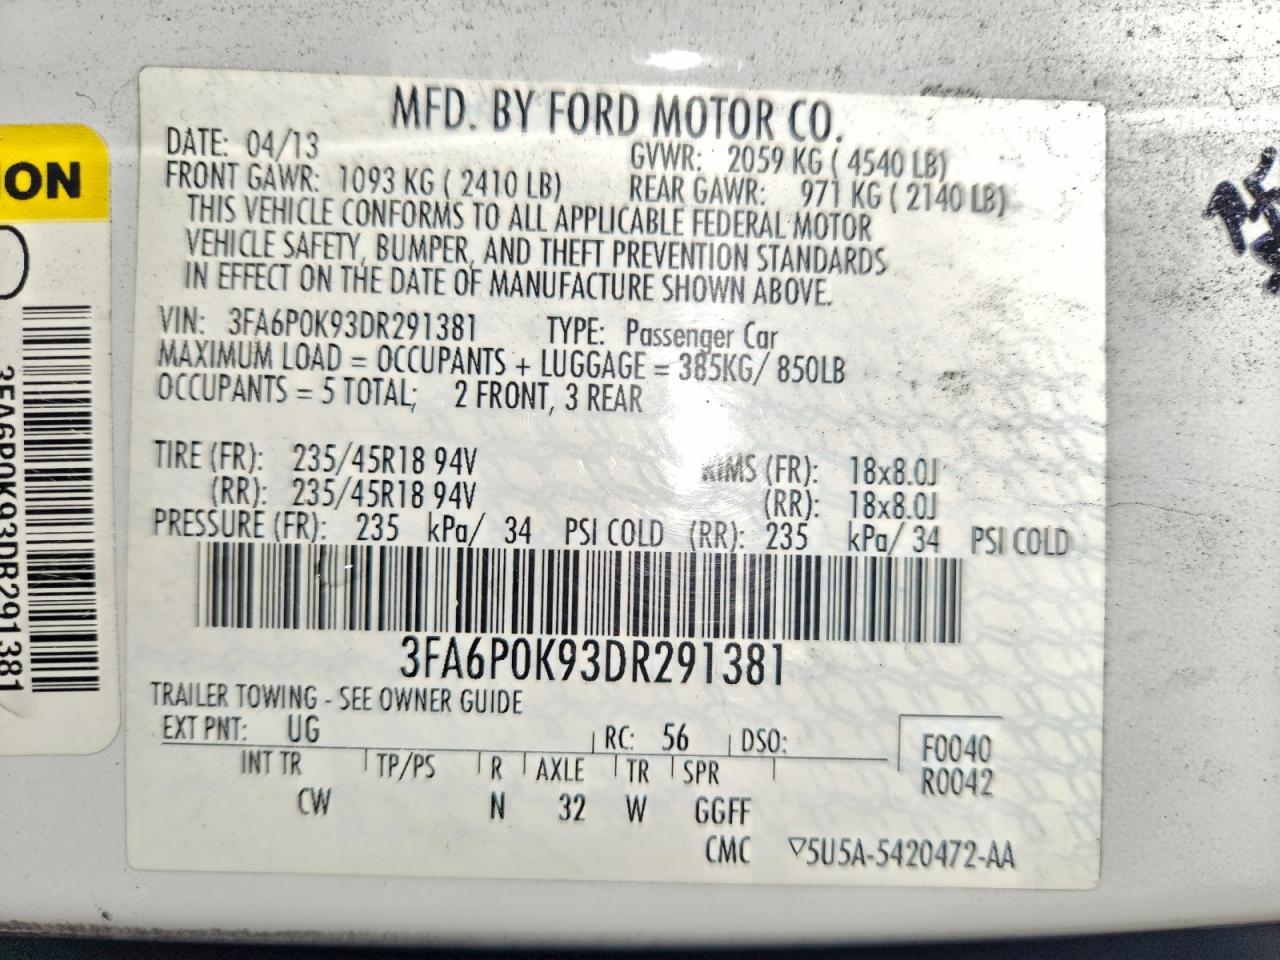 MFD. BY FORD MOTOR CO.
DATE: 04/13
GVWR: 2059 KG ( 4540 LB)
FRONT GAWR: 1093 KG ( 2410 LB)
REAR GAWR: 971 KG ( 2140 LB)
THIS VEHICLE CONFORMS TO ALL APPLICABLE FEDERAL MOTOR
VEHICLE SAFETY, BUMPER, AND THEFT PREVENTION STANDARDS
IN EFFECT ON THE DATE OF MANUFACTURE SHOWN ABOVE.
VIN: 3FA6P0K93DR291381 TYPE: Passenger Car
MAXIMUM LOAD = OCCUPANTS + LUGGAGE = 385KG/ 850LB
OCCUPANTS = 5 TOTAL; 2 FRONT, 3 REAR
TIRE (FR): 235/45R18 94V RIMS (FR): 18x8.0J
(RR): 235/45R18 94V (RR): 18x8.0J
PRESSURE (FR): 235 kPa/ 34 PSI COLD (RR): 235 kPa/ 34 PSI COLD
3FA6P0K93DR291381
TRAILER TOWING - SEE OWNER GUIDE
EXT PNT: UG RC: 56 DSO:
F0040
R0042
INT TR TP/PS R AXLE TR SPR
CW N 32 W GGFF
CMC ▽5U5A-5420472-AA
ION
3FA6P0K93DR291381